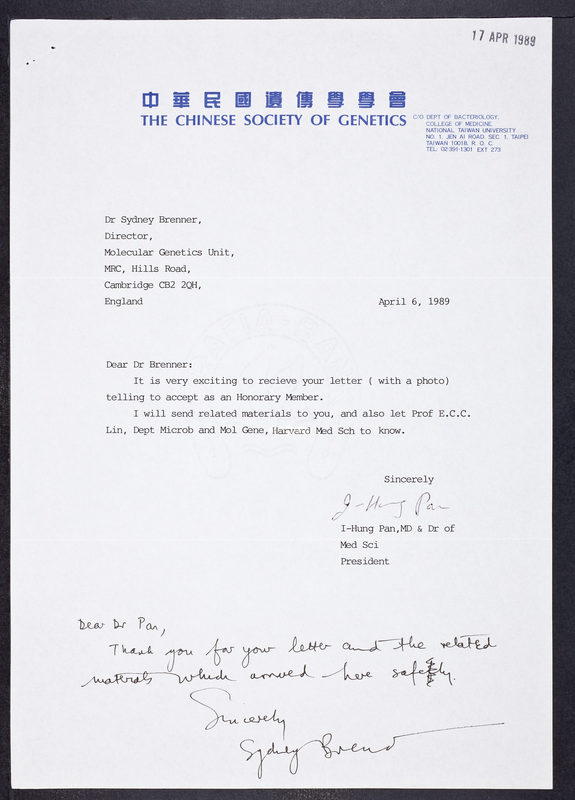 17 APR 1989
中華民國遺傳學學會
THE CHINESE SOCIETY OF GENETICS
C/O DEPT OF BACTERIOLOGY,
COLLEGE OF MEDICINE,
NATIONAL TAIWAN UNIVERSITY
NO. 1, JEN AI ROAD, SEC. 1, TAIPEI
TAIWAN 10018, R. O. C.
TEL: 02-391-1301 EXT 273
Dr Sydney Brenner,
Director,
Molecular Genetics Unit,
MRC, Hills Road,
Cambridge CB2 2QH,
England
April 6, 1989
Dear Dr Brenner:
It is very exciting to recieve your letter ( with a photo)
telling to accept as an Honorary Member.
I will send related materials to you, and also let Prof E.C.C.
Lin, Dept Microb and Mol Gene, Harvard Med Sch to know.
Sincerely
I-Hung Pan
I-Hung Pan,MD & Dr of
Med Sci
President
Dear Dr Pan,
Thank you for your letter and the related
materials which arrived here safely.
Sincerely
Sydney Brenner